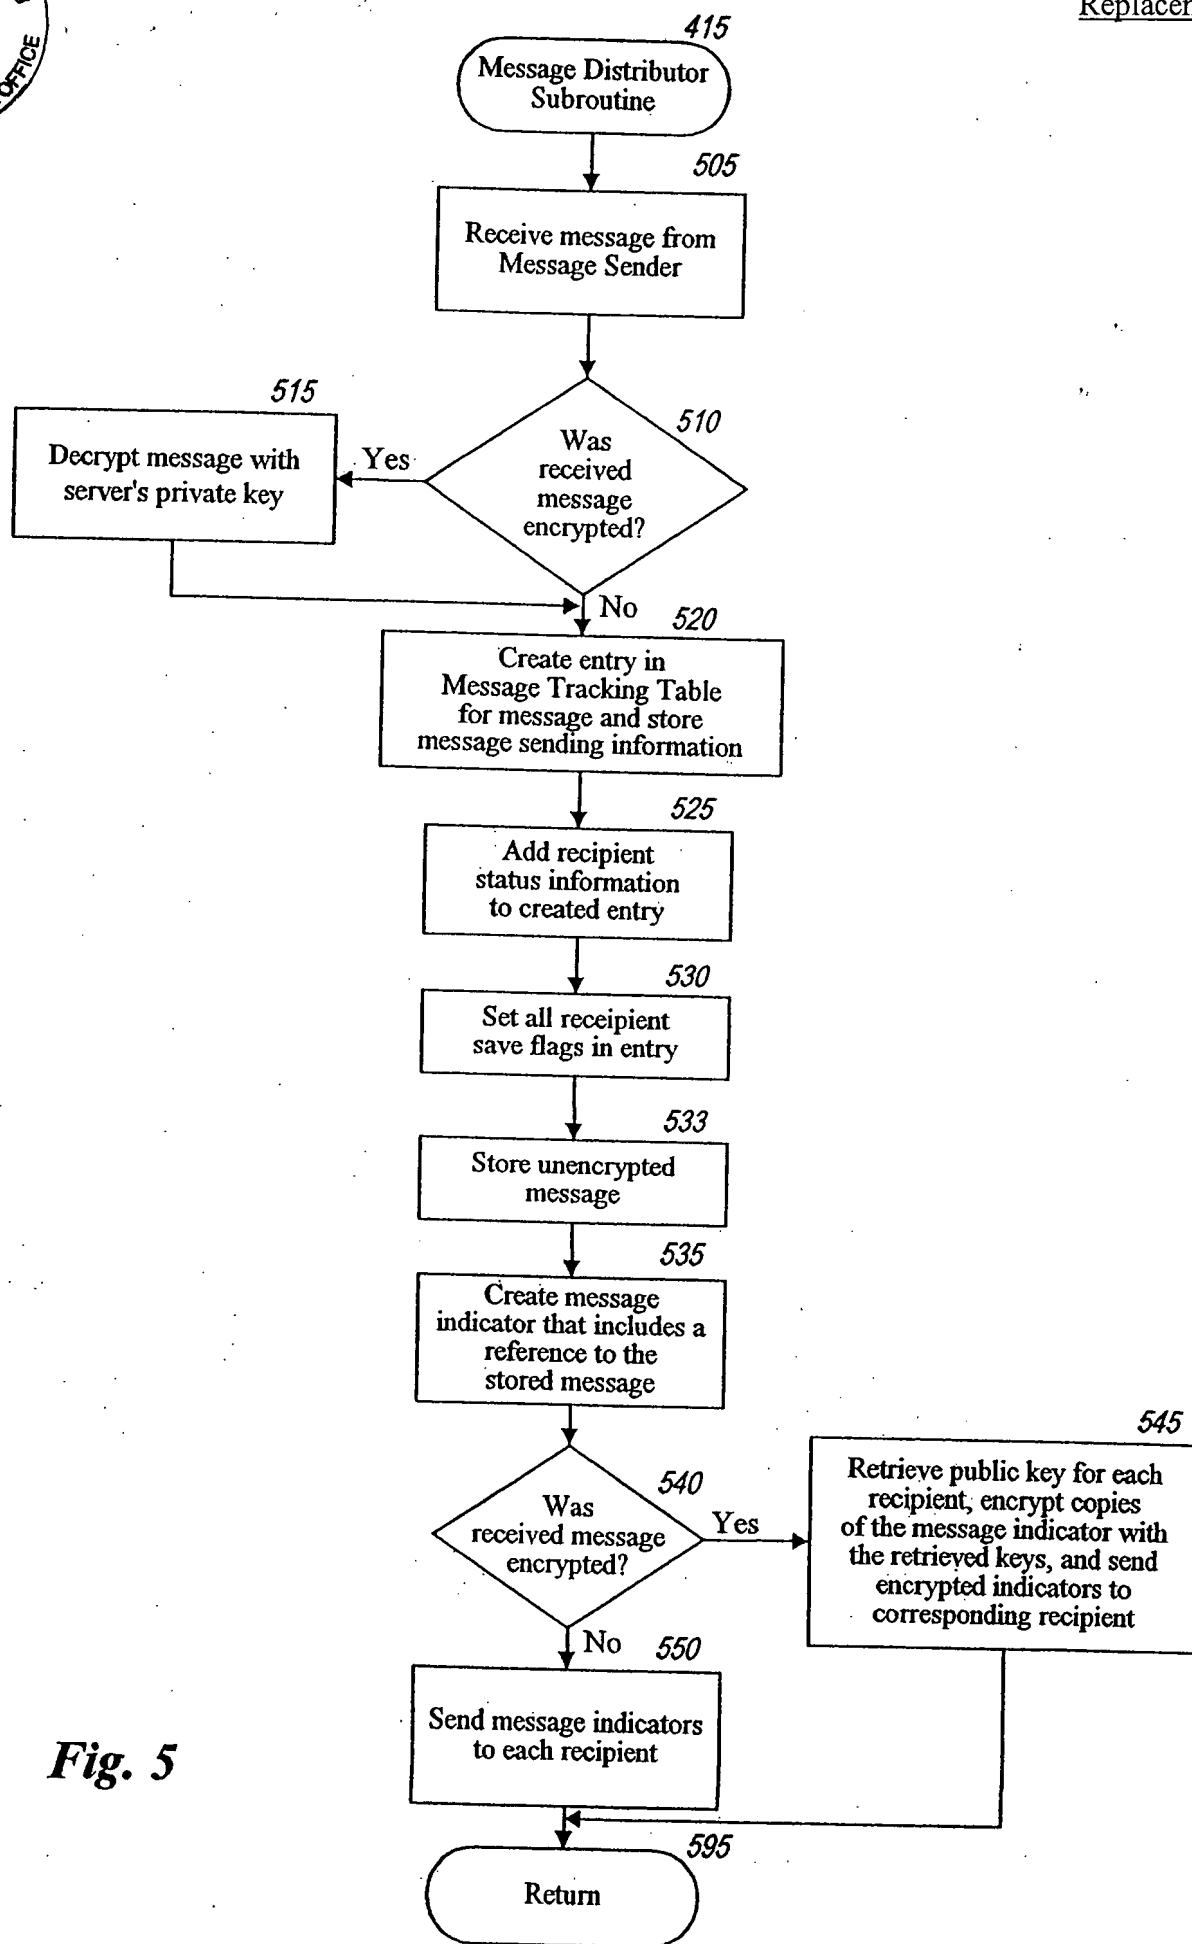 OFFICE
415
Message Distributor
Subroutine
505
Receive message from
Message Sender
510
Was
received
message
encrypted?
515
Decrypt message with
server's private key
Yes
No
520
Create entry in
Message Tracking Table
for message and store
message sending information
525
Add recipient
status information
to created entry
530
Set all receipient
save flags in entry
533
Store unencrypted
message
535
Create message
indicator that includes a
reference to the
stored message
540
Was
received message
encrypted?
Yes
545
Retrieve public key for each
recipient, encrypt copies
of the message indicator with
the retrieved keys, and send
encrypted indicators to
corresponding recipient
No
550
Send message indicators
to each recipient
595
Return
Fig. 5